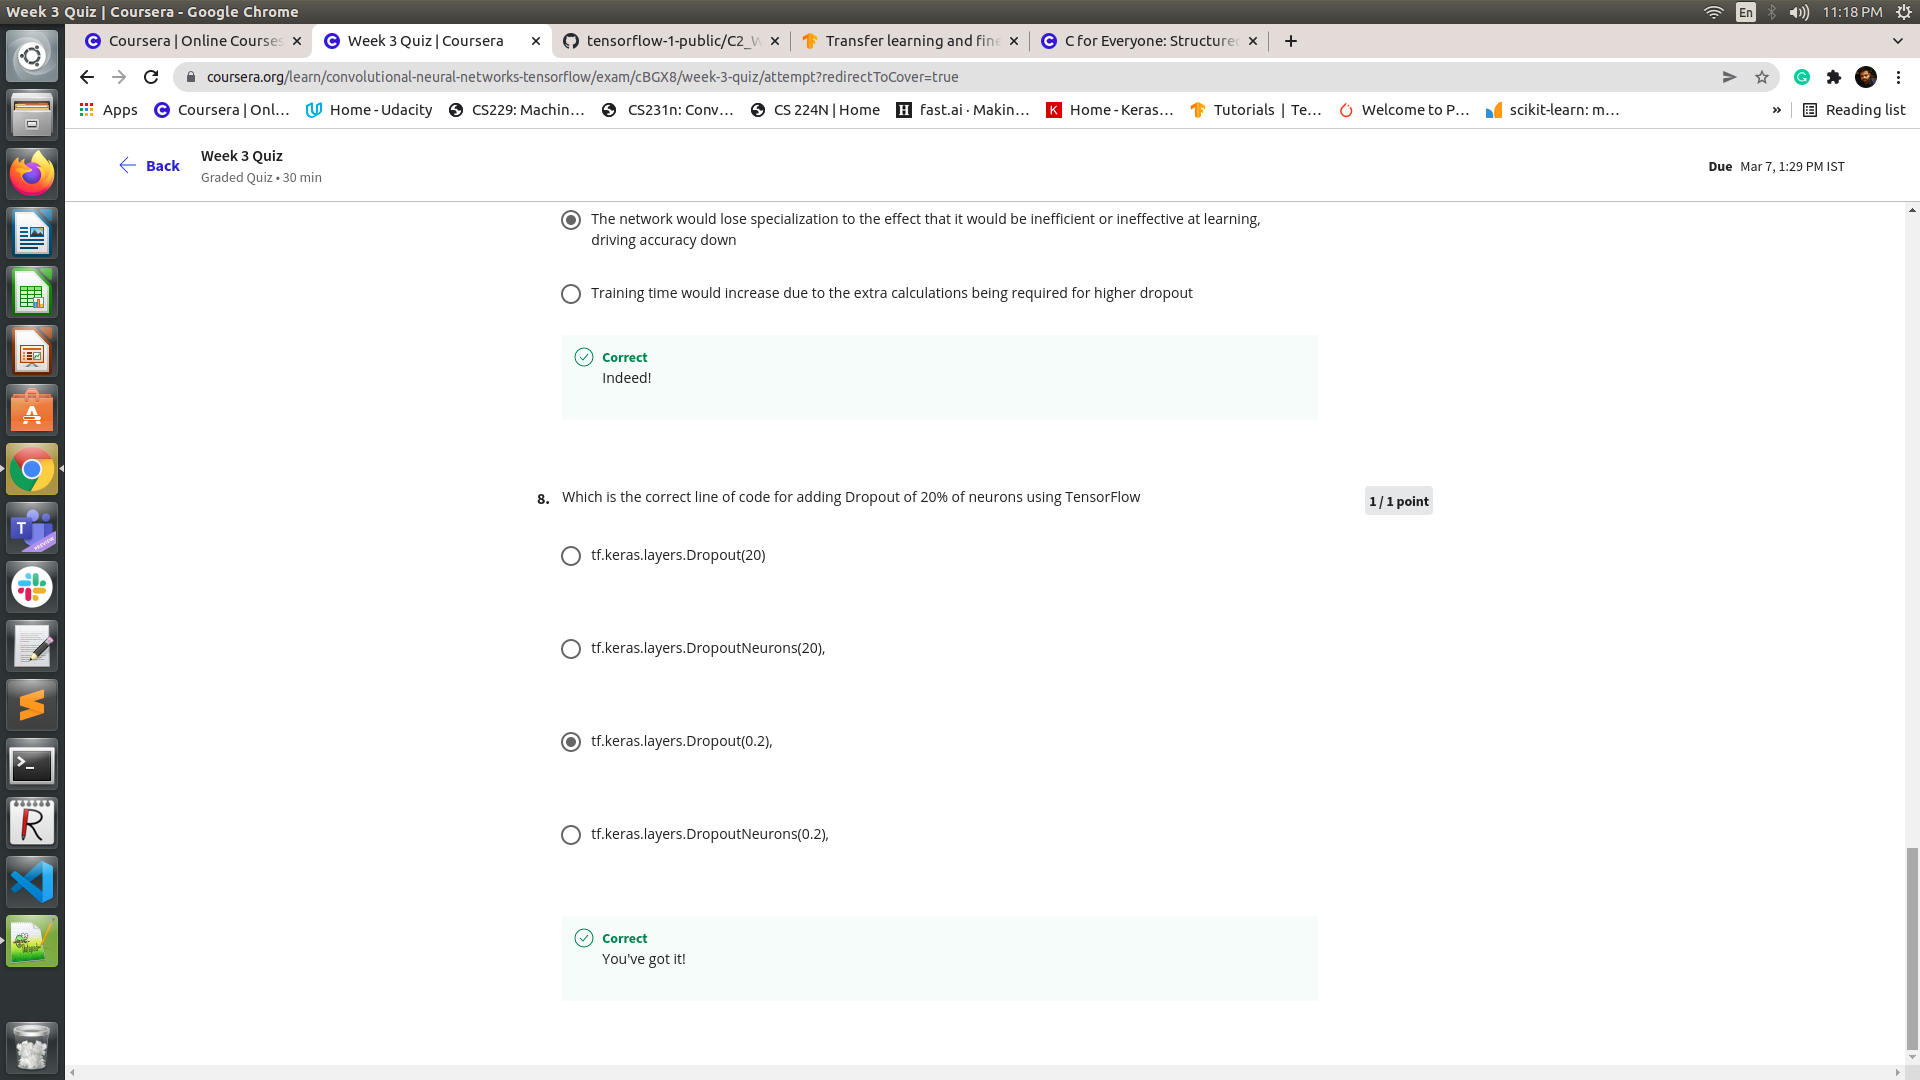 Week 3 Quiz | Coursera - Google Chrome
En
11:18 PM
Coursera | Online Courses
Week 3 Quiz | Coursera
tensorflow-1-public/C2_W
Transfer learning and fine
C for Everyone: Structured
coursera.org/learn/convolutional-neural-networks-tensorflow/exam/cBGX8/week-3-quiz/attempt?redirectToCover=true
Apps
Coursera | Onl...
Home - Udacity
CS229: Machin...
CS231n: Conv...
CS 224N | Home
fast.ai · Makin...
Home - Keras...
Tutorials | Te...
Welcome to P...
scikit-learn: m...
»
Reading list
Back
Week 3 Quiz
Graded Quiz • 30 min
Due Mar 7, 1:29 PM IST
The network would lose specialization to the effect that it would be inefficient or ineffective at learning,
driving accuracy down
Training time would increase due to the extra calculations being required for higher dropout
Correct
Indeed!
8. Which is the correct line of code for adding Dropout of 20% of neurons using TensorFlow
1 / 1 point
tf.keras.layers.Dropout(20)
tf.keras.layers.DropoutNeurons(20),
tf.keras.layers.Dropout(0.2),
tf.keras.layers.DropoutNeurons(0.2),
Correct
You've got it!